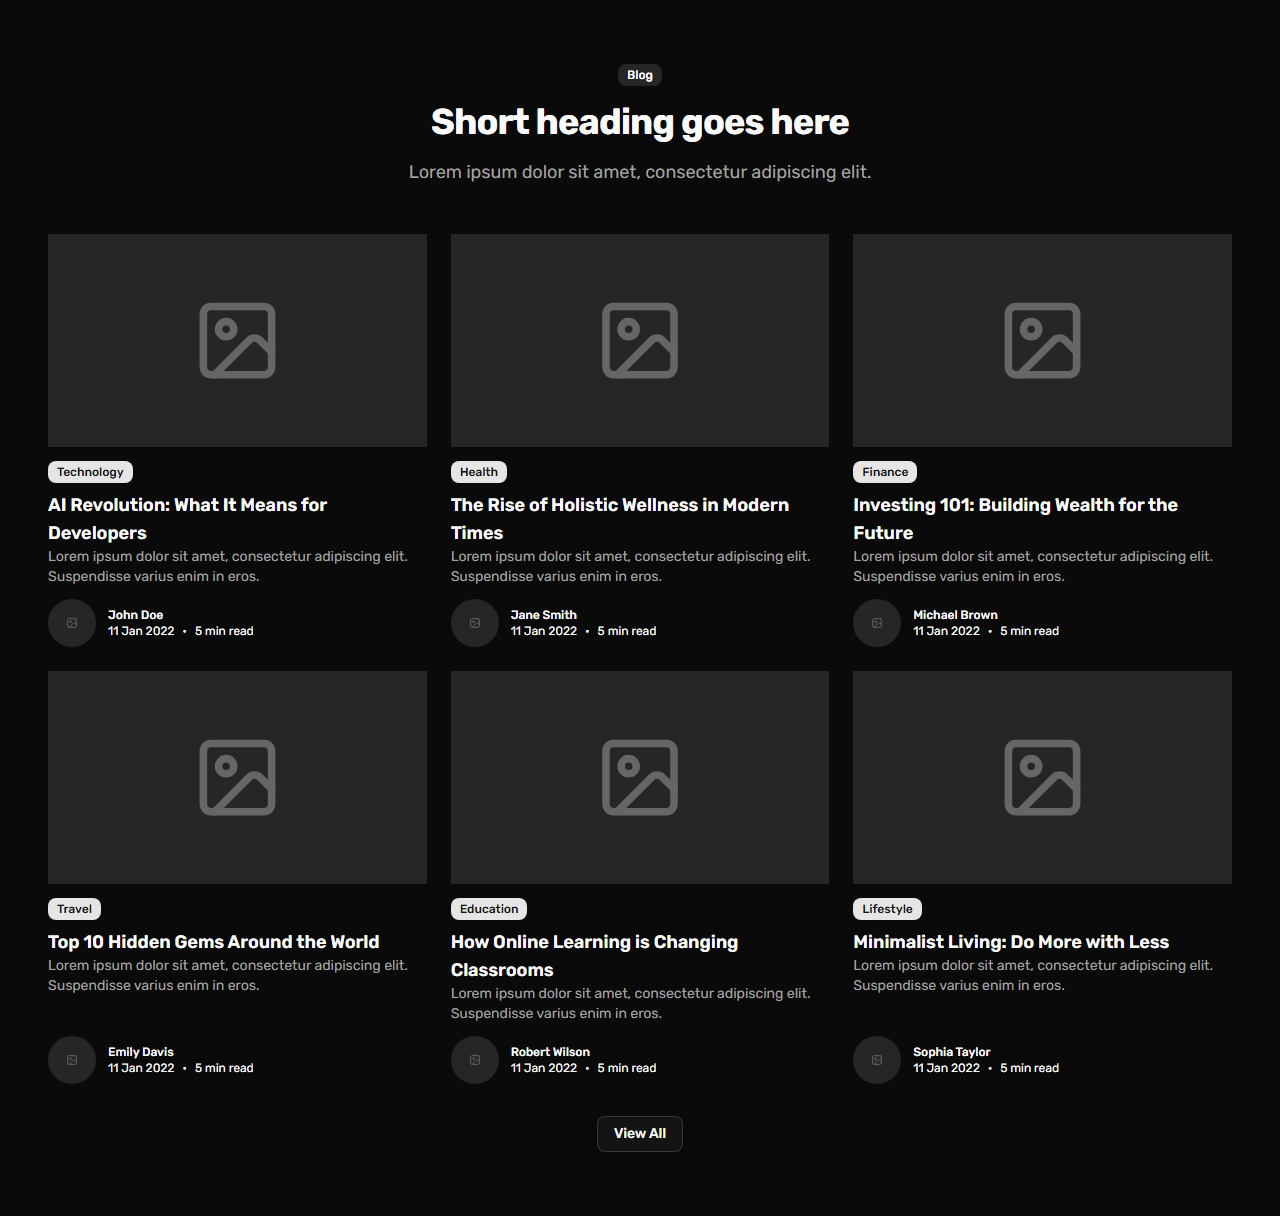 Blog
Short heading goes here
Lorem ipsum dolor sit amet, consectetur adipiscing elit.
Technology
AI Revolution: What It Means for
Developers
Lorem ipsum dolor sit amet, consectetur adipiscing elit.
Suspendisse varius enim in eros.
John Doe
11 Jan 2022 • 5 min read
Health
The Rise of Holistic Wellness in Modern
Times
Lorem ipsum dolor sit amet, consectetur adipiscing elit.
Suspendisse varius enim in eros.
Jane Smith
11 Jan 2022 • 5 min read
Finance
Investing 101: Building Wealth for the
Future
Lorem ipsum dolor sit amet, consectetur adipiscing elit.
Suspendisse varius enim in eros.
Michael Brown
11 Jan 2022 • 5 min read
Travel
Top 10 Hidden Gems Around the World
Lorem ipsum dolor sit amet, consectetur adipiscing elit.
Suspendisse varius enim in eros.
Emily Davis
11 Jan 2022 • 5 min read
Education
How Online Learning is Changing
Classrooms
Lorem ipsum dolor sit amet, consectetur adipiscing elit.
Suspendisse varius enim in eros.
Robert Wilson
11 Jan 2022 • 5 min read
Lifestyle
Minimalist Living: Do More with Less
Lorem ipsum dolor sit amet, consectetur adipiscing elit.
Suspendisse varius enim in eros.
Sophia Taylor
11 Jan 2022 • 5 min read
View All